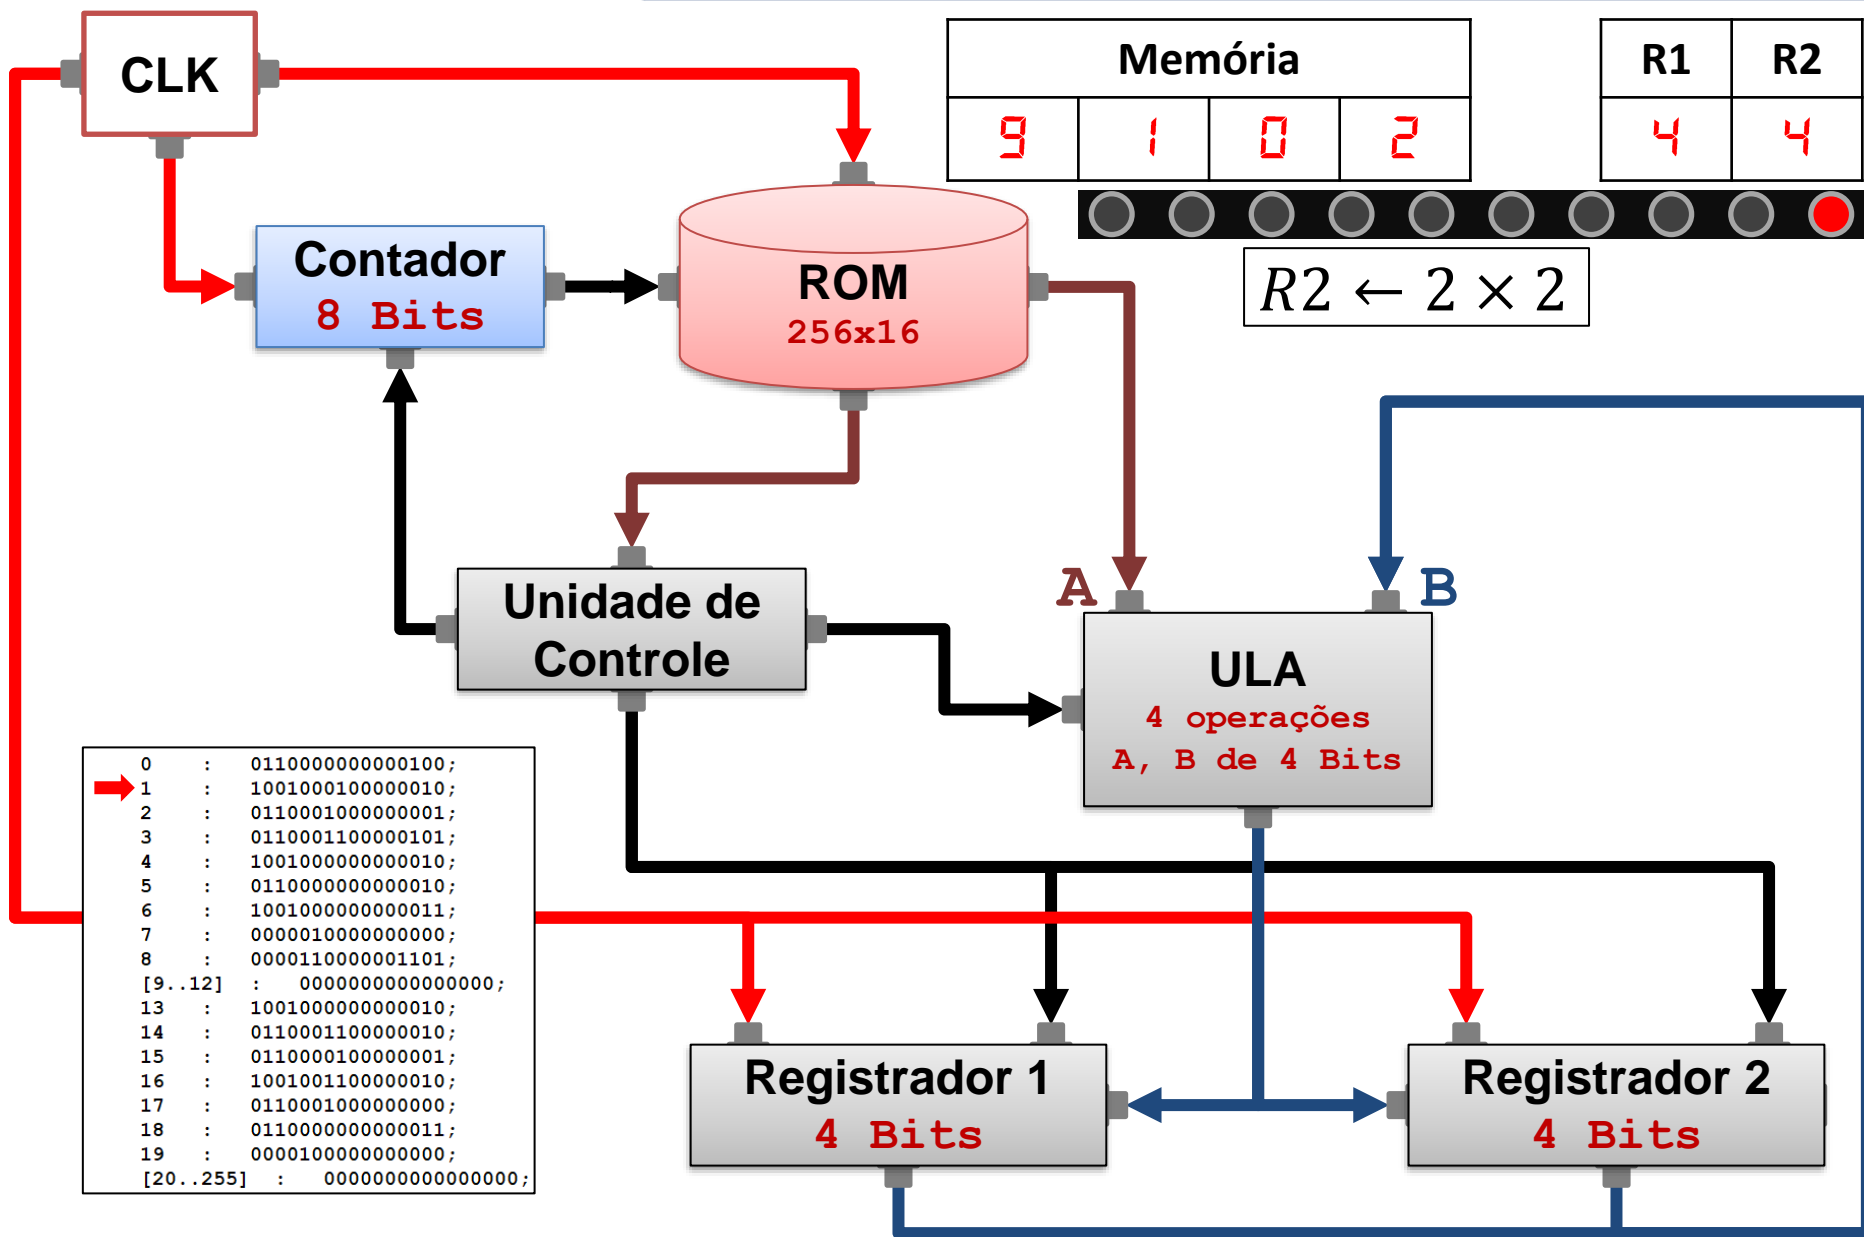 CLK
Memória
R1 R2
9 1 0 2
4 4
Contador
8 Bits
ROM
256x16
R2 ← 2 × 2
A
B
Unidade de
Controle
ULA
4 operações
A, B de 4 Bits
0 : 0110000000000100;
1 : 1001000100000010;
2 : 0110001000000001;
3 : 0110001100000101;
4 : 1001000000000010;
5 : 0110000000000010;
6 : 1001000000000011;
7 : 0000010000000000;
8 : 0000110000001101;
[9..12] : 0000000000000000;
13 : 1001000000000010;
14 : 0110001100000010;
15 : 0110000100000001;
16 : 1001001100000010;
17 : 0110001000000000;
18 : 0110000000000011;
19 : 0000100000000000;
[20..255] : 0000000000000000;
Registrador 1
4 Bits
Registrador 2
4 Bits